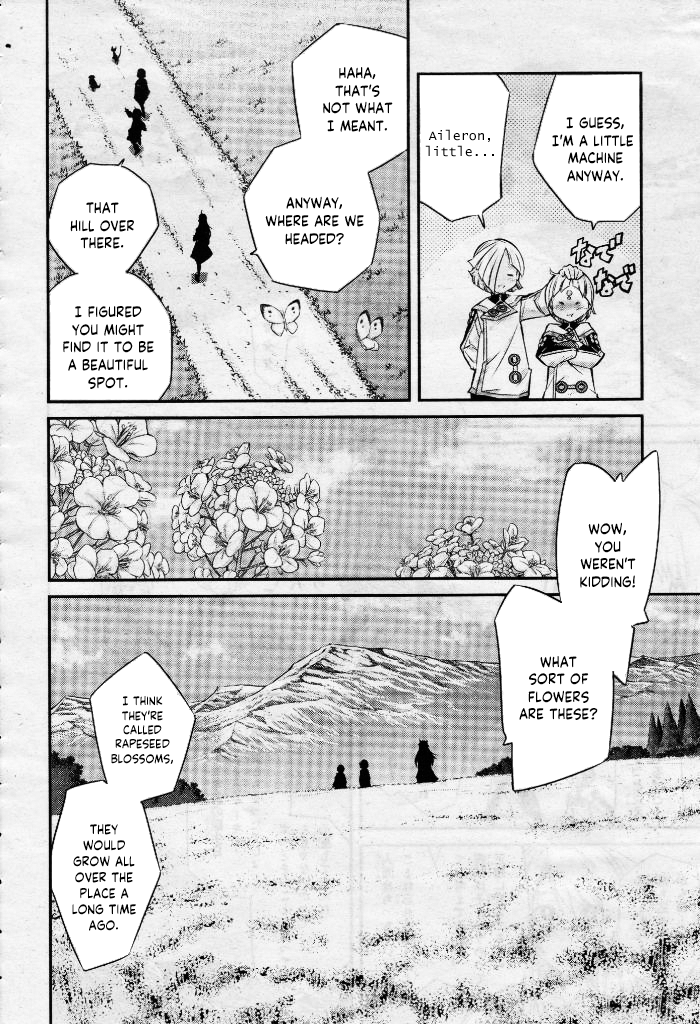 I GUESS,
I'M A LITTLE
MACHINE
ANYWAY.
Aileron,
little...
なで
なで
HAHA,
THAT'S
NOT WHAT
I MEANT.
ANYWAY,
WHERE ARE WE
HEADED?
THAT
HILL OVER
THERE.
I FIGURED
YOU MIGHT
FIND IT TO BE
A BEAUTIFUL
SPOT.
WOW,
YOU
WEREN'T
KIDDING!
WHAT
SORT OF
FLOWERS
ARE THESE?
I THINK
THEY'RE
CALLED
RAPESEED
BLOSSOMS,
THEY
WOULD
GROW ALL
OVER THE
PLACE A
LONG TIME
AGO.